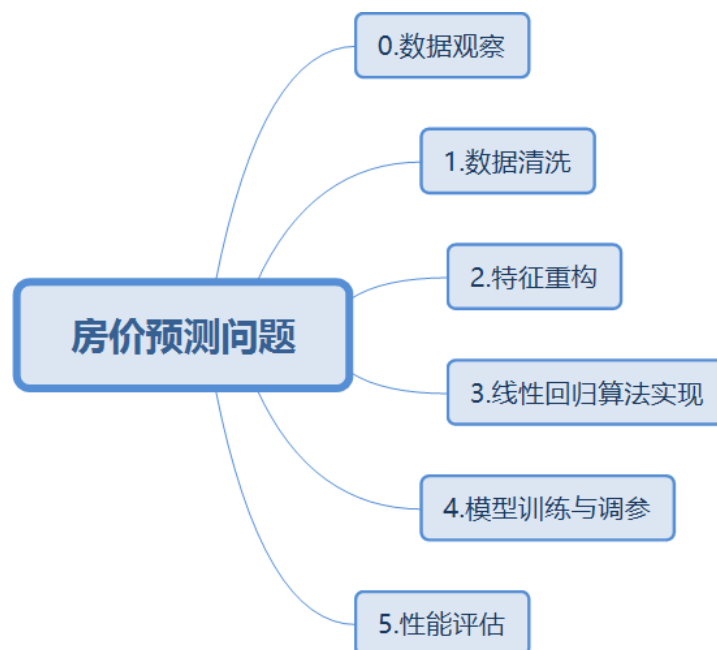 0.数据观察
1.数据清洗
2.特征重构
房价预测问题
3.线性回归算法实现
4.模型训练与调参
5.性能评估